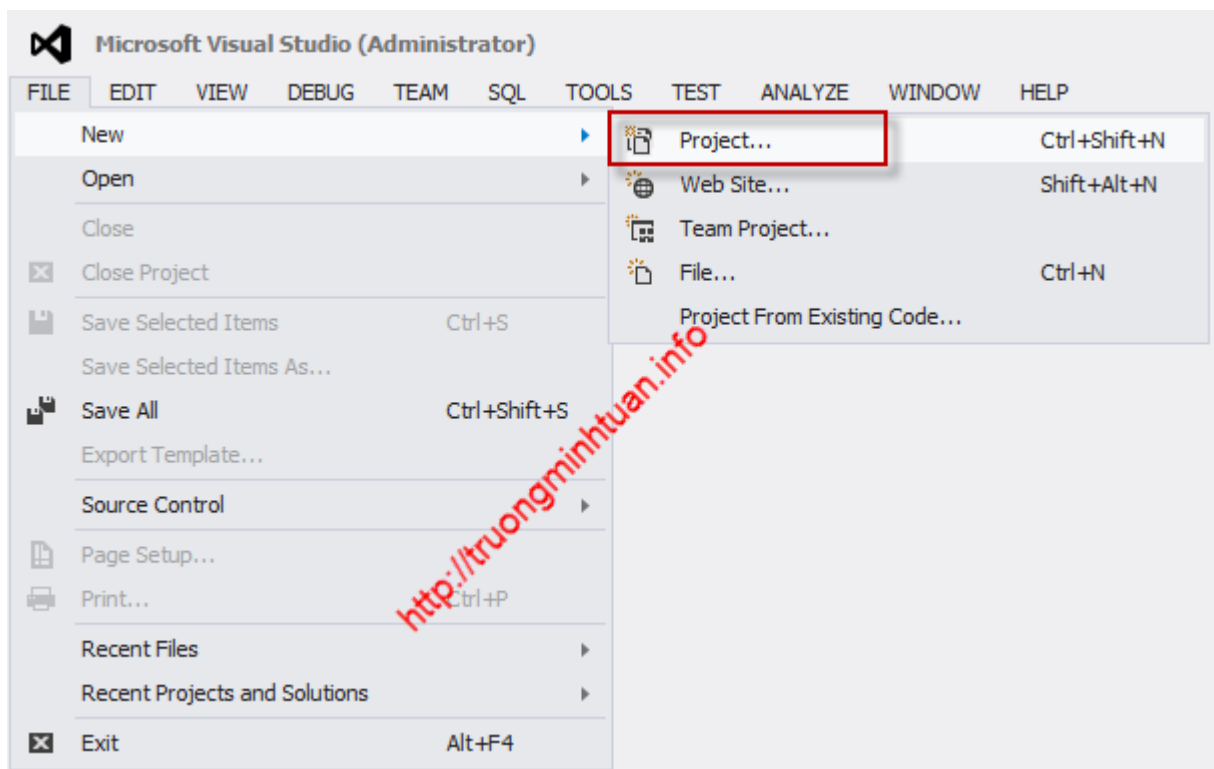 Microsoft Visual Studio (Administrator)
FILE EDIT VIEW DEBUG TEAM SQL TOOLS TEST ANALYZE WINDOW HELP
New
Open
Close
Close Project
Save Selected Items Ctrl+S
Save Selected Items As...
Save All Ctrl+Shift+S
Export Template...
Source Control
Page Setup...
Print... Ctrl+P
Recent Files
Recent Projects and Solutions
Exit Alt+F4
Project... Ctrl+Shift+N
Web Site... Shift+Alt+N
Team Project...
File... Ctrl+N
Project From Existing Code...
http://truongminhtuan.info